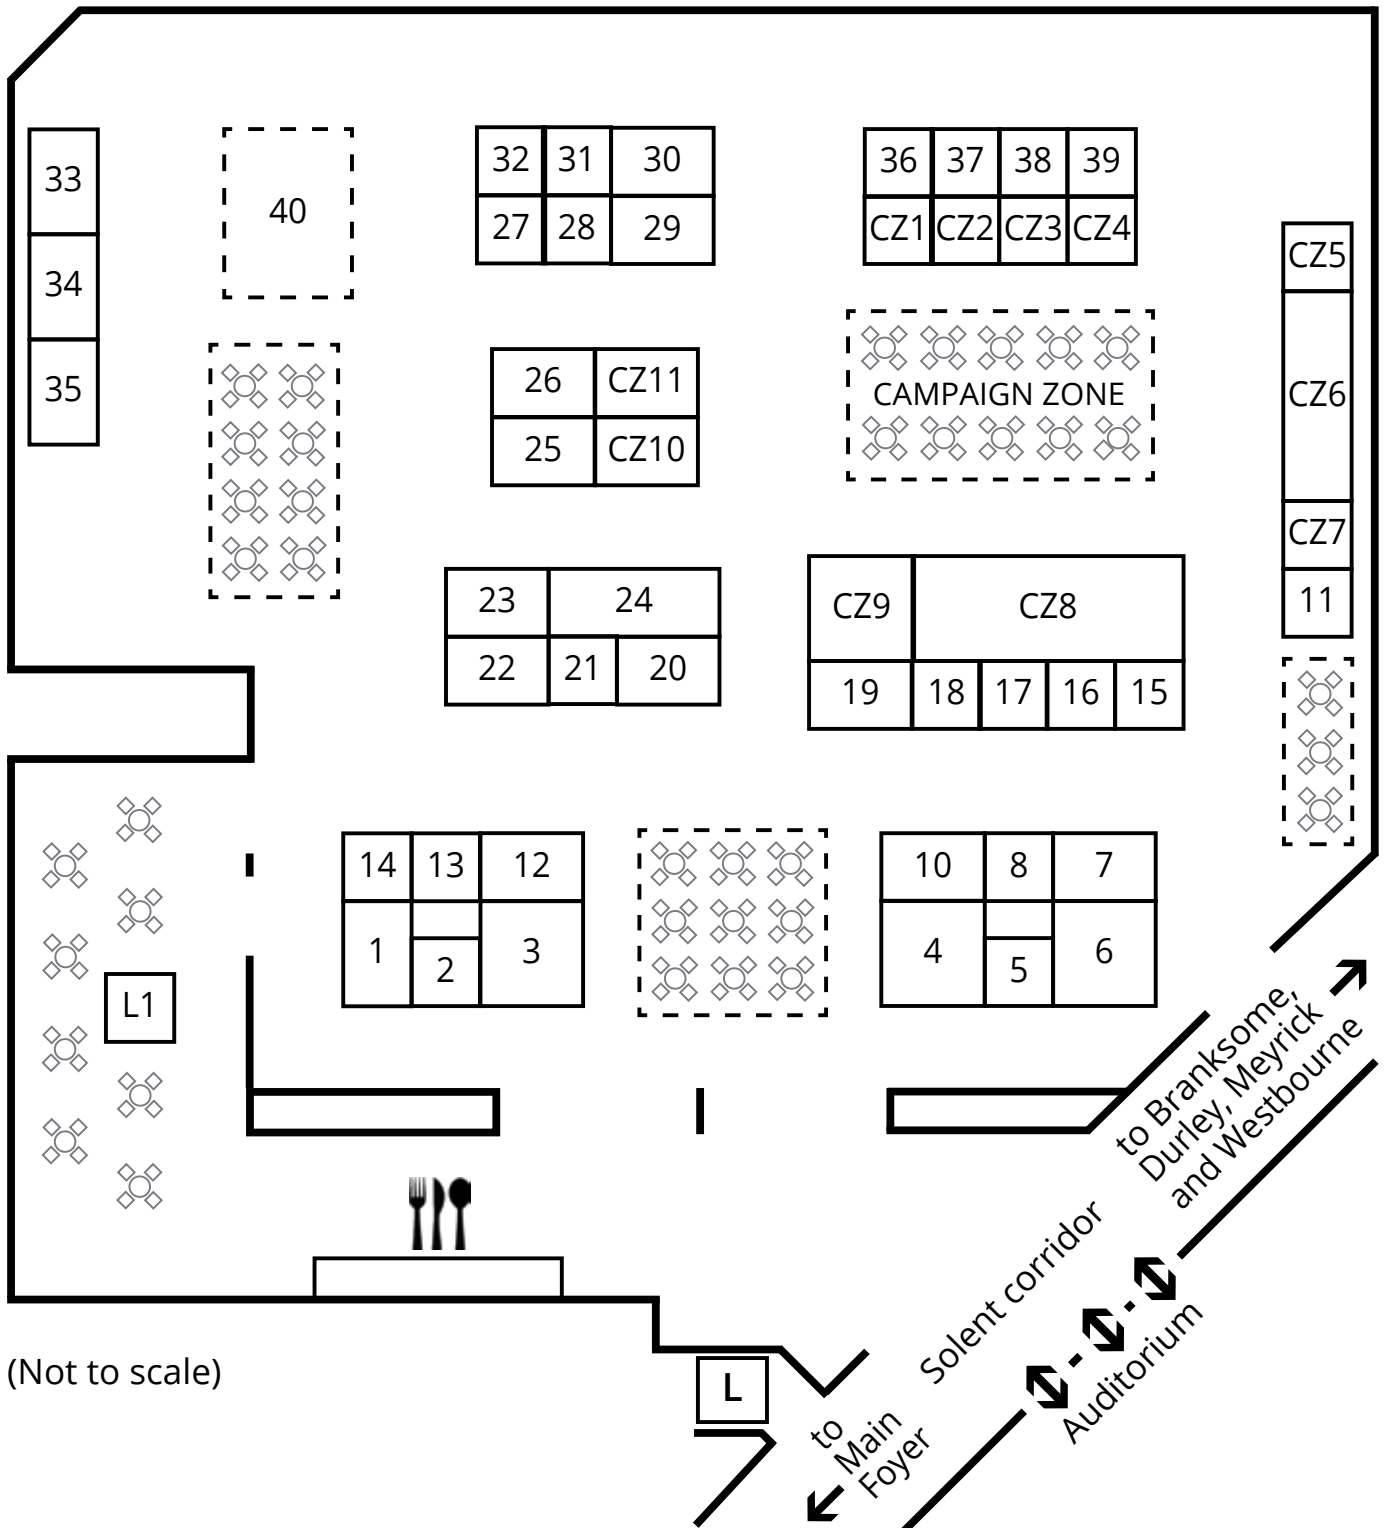 32 31 30
36 37 38 39
33
40
27 28 29
CZ1 CZ2 CZ3 CZ4
CZ5
34
26 CZ11
35
CAMPAIGN ZONE
CZ6
25 CZ10
CZ7
23 24
CZ9 CZ8
11
22 21 20
19 18 17 16 15
14 13 12
10 8 7
1 2 3
4 5 6
L1
to Branksome,
Durley, Meyrick
and Westbourne
Solent corridor
Auditorium
(Not to scale)
L
to
Main
Foyer